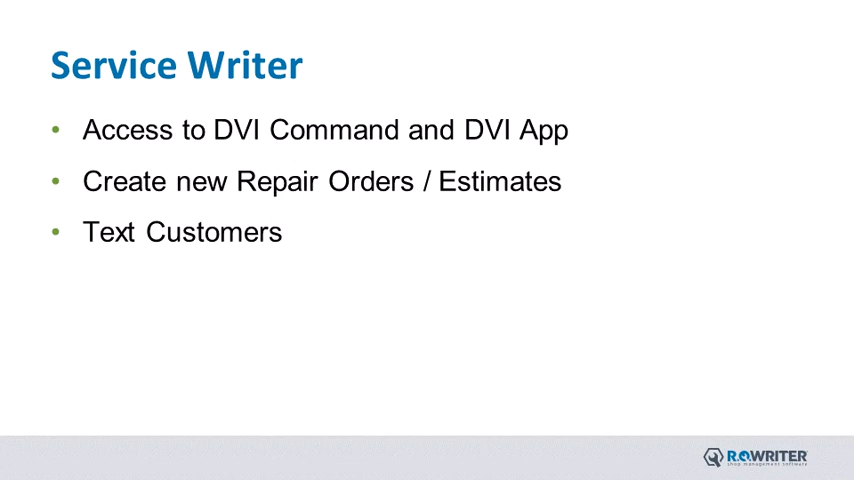 Service Writer
• Access to DVI Command and DVI App
• Create new Repair Orders / Estimates
• Text Customers
R.O.WRITER
shop management software